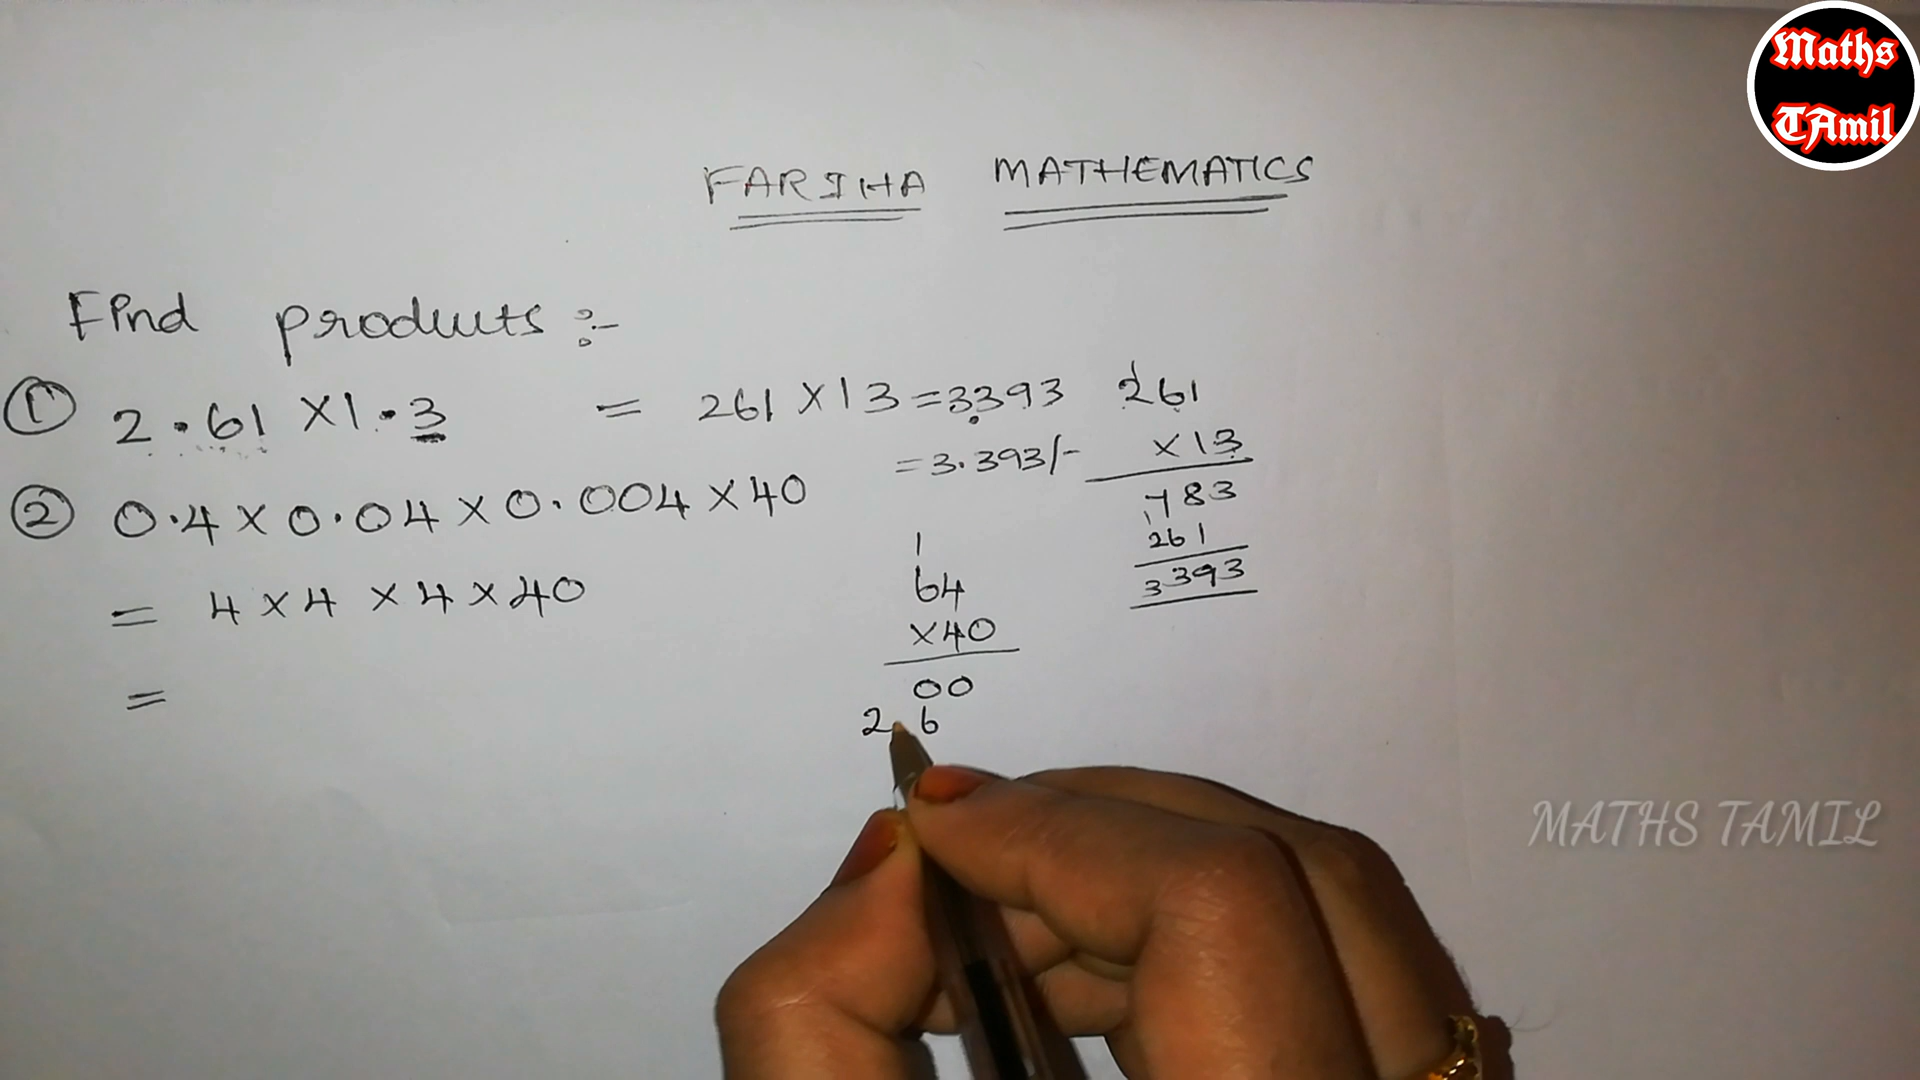 Maths
TAmil
FARIHA MATHEMATICS
Find products :-
① 2.61 × 1.3 = 261 × 13 = 3393
= 3.393/-
261
× 13
783
261
3393
② 0.4 × 0.04 × 0.004 × 40
= 4 × 4 × 4 × 40
=
1
64
×40
00
2 6
MATHS TAMIL